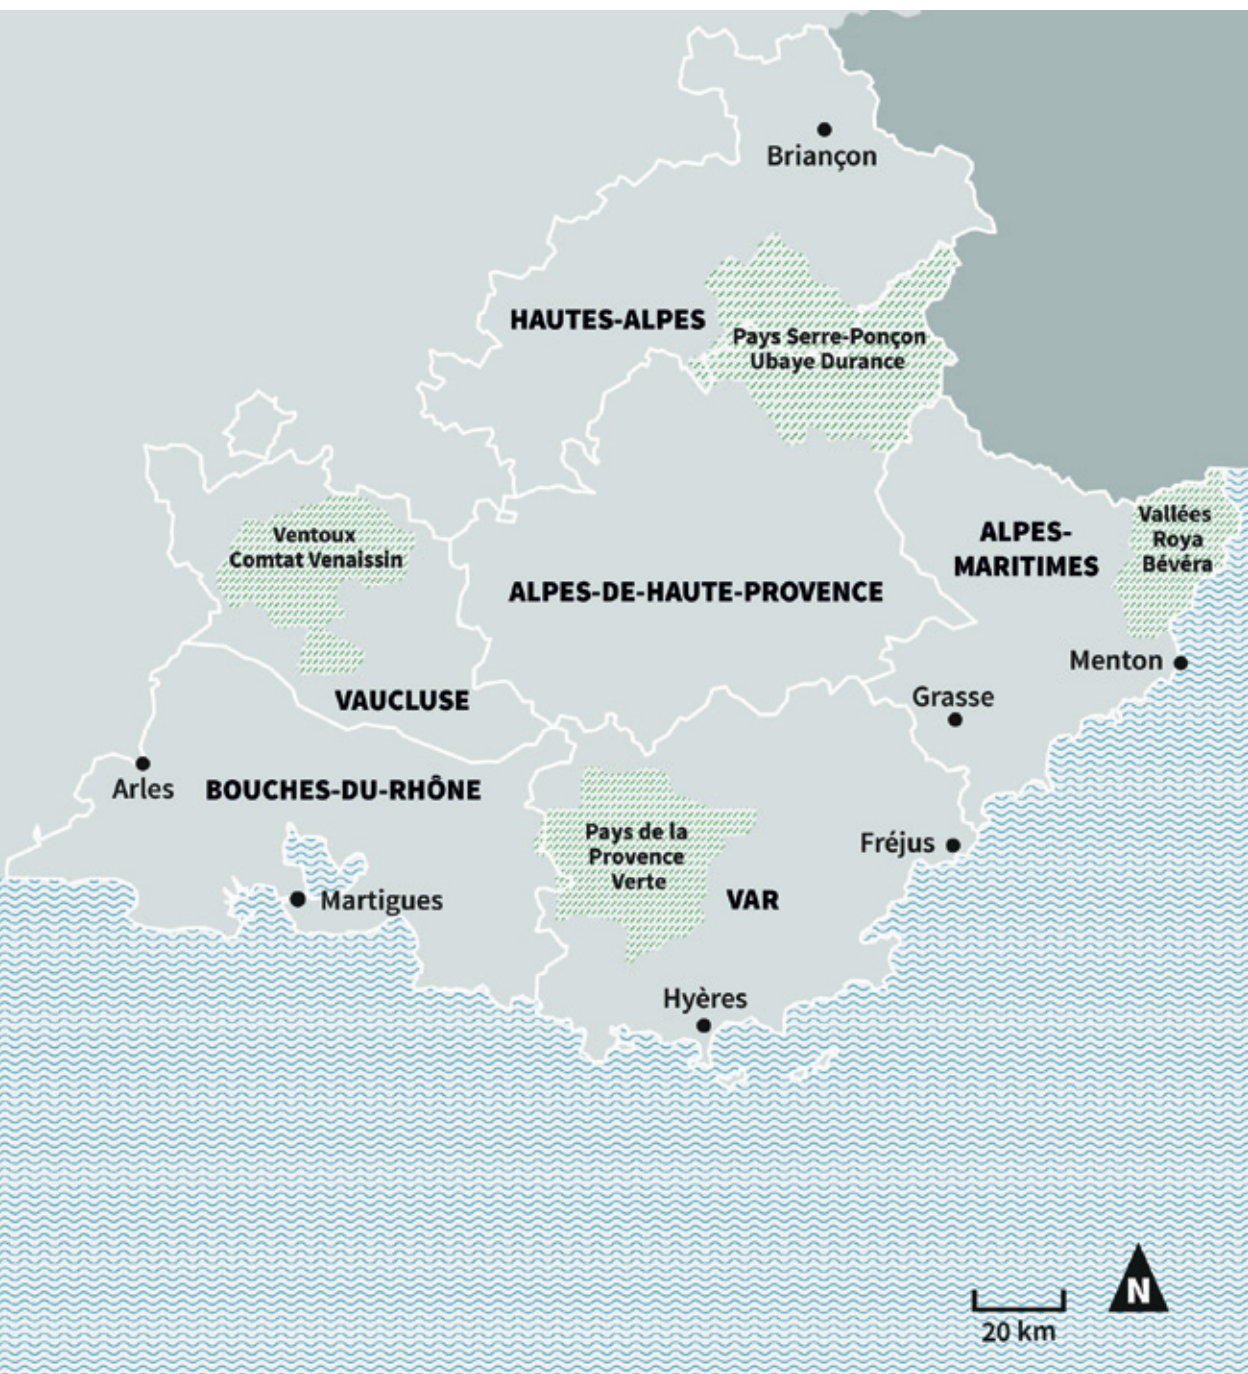 Briançon
HAUTES-ALPES
Pays Serre-Ponçon
Ubaye Durance
Ventoux
Comtat Venaissin
ALPES-DE-HAUTE-PROVENCE
ALPES-
MARITIMES
Vallées
Roya
Bévéra
Menton
VAUCLUSE
Grasse
Arles
BOUCHES-DU-RHÔNE
Pays de la
Provence
Verte
Fréjus
Martigues
VAR
Hyères
N
20 km